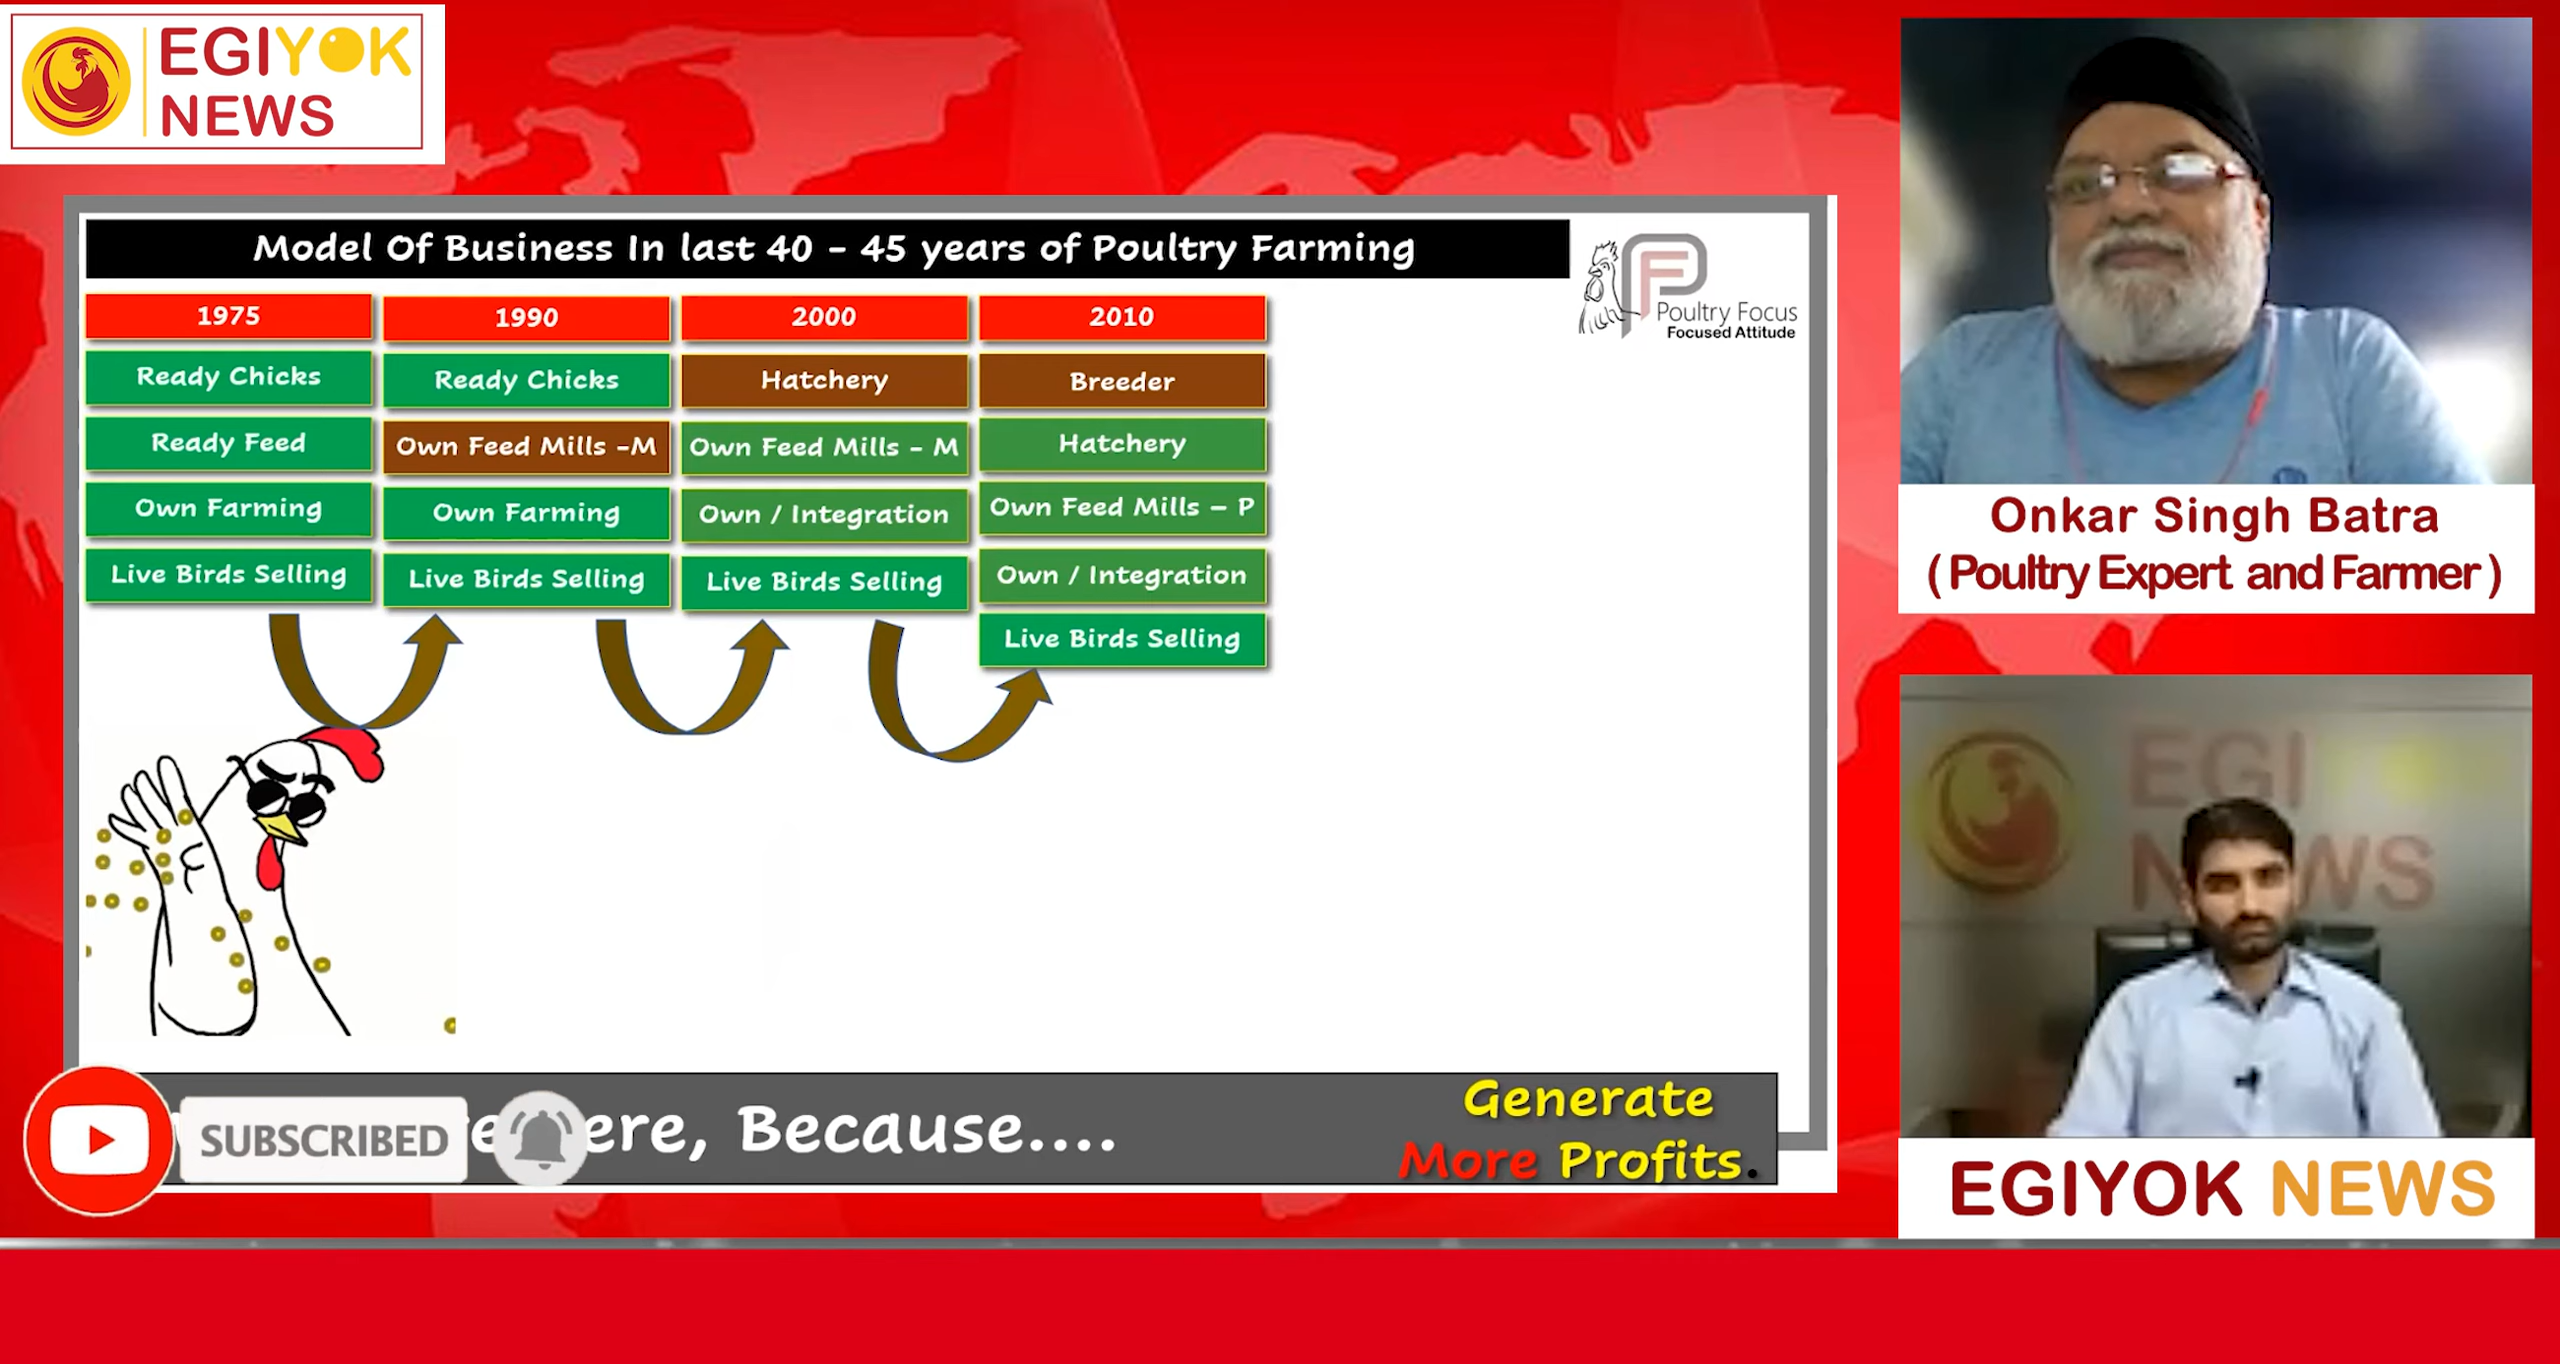 EGIYOK
NEWS
Model Of Business In last 40 - 45 years of Poultry Farming
Poultry Focus
Focused Attitude
1975
Ready Chicks
Ready Feed
Own Farming
Live Birds Selling
1990
Ready Chicks
Own Feed Mills -M
Own Farming
Live Birds Selling
2000
Hatchery
Own Feed Mills - M
Own / Integration
Live Birds Selling
2010
Breeder
Hatchery
Own Feed Mills – P
Own / Integration
Live Birds Selling
SUBSCRIBED
Because....
Generate
More Profits.
Onkar Singh Batra
( Poultry Expert and Farmer )
EGI
NEWS
EGIYOK NEWS